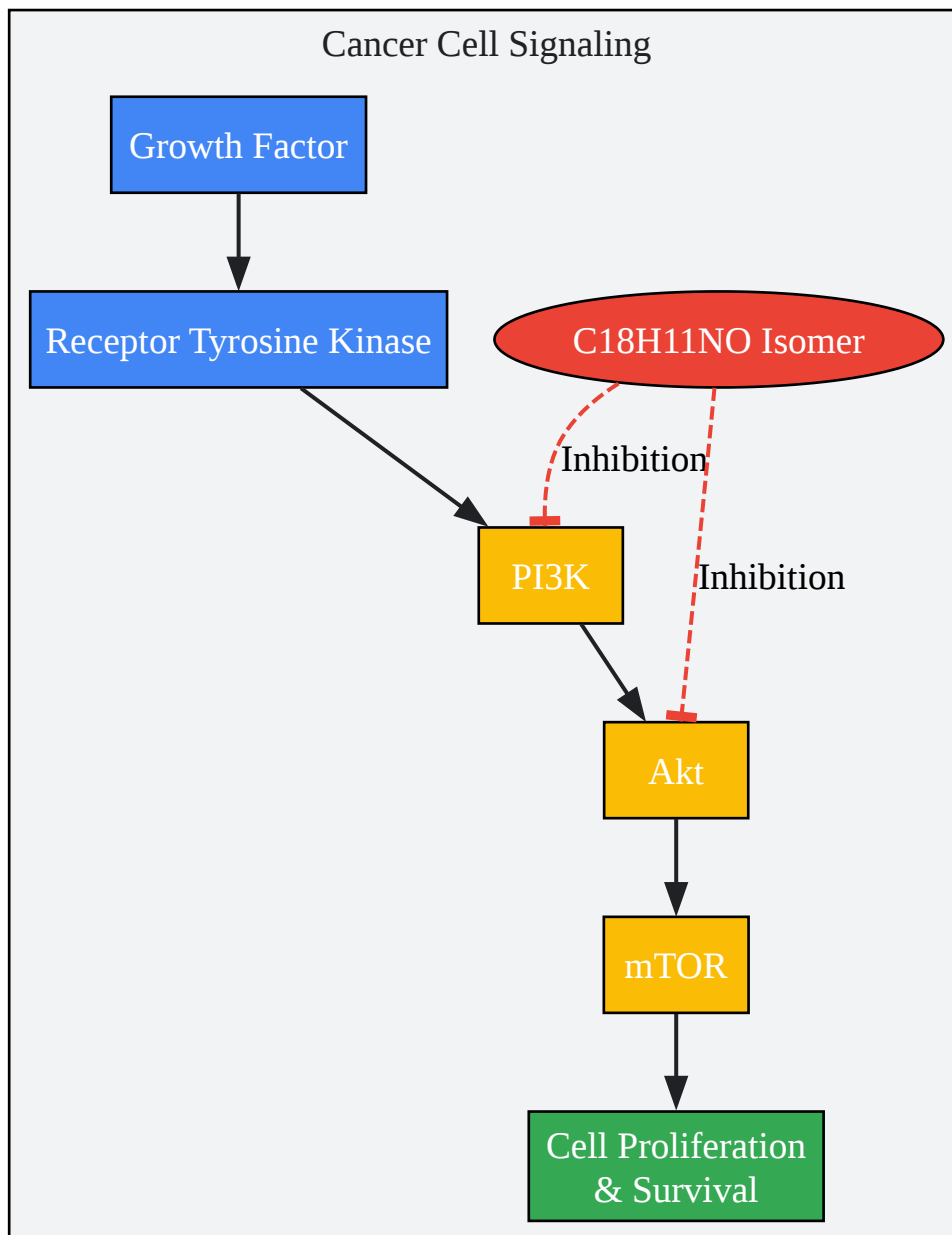 Cancer Cell Signaling
Growth Factor
Receptor Tyrosine Kinase
C18H11NO Isomer
Inhibition
PI3K
Inhibition
Akt
mTOR
Cell Proliferation
& Survival